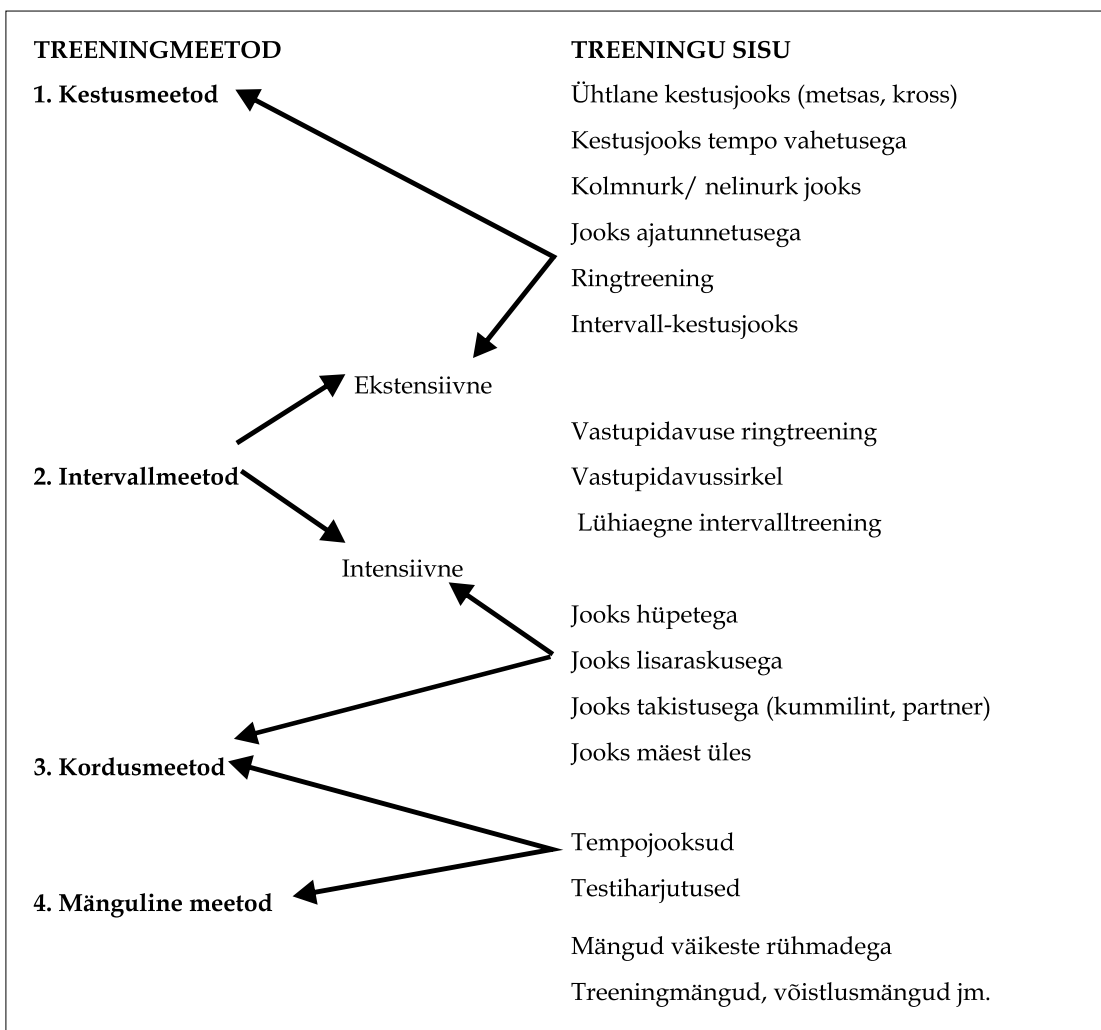 TREENINGMEETOD
TREENINGU SISU
1. Kestusmeetod
Ühtlane kestusjooks (metsas, kross)
Kestusjooks tempo vahetusega
Kolmnurk/ nelinurk jooks
Jooks ajatunnetusega
Ringtreening
Intervall-kestusjooks
Ekstensiivne
Vastupidavuse ringtreening
2. Intervallmeetod
Vastupidavussirkel
Lühiaegne intervalltreening
Intensiivne
Jooks hüpetega
Jooks lisaraskusega
Jooks takistusega (kummilint, partner)
Jooks mäest üles
3. Kordusmeetod
Tempojooksud
Testiharjutused
4. Mänguline meetod
Mängud väikeste rühmadega
Treeningmängud, võistlusmängud jm.